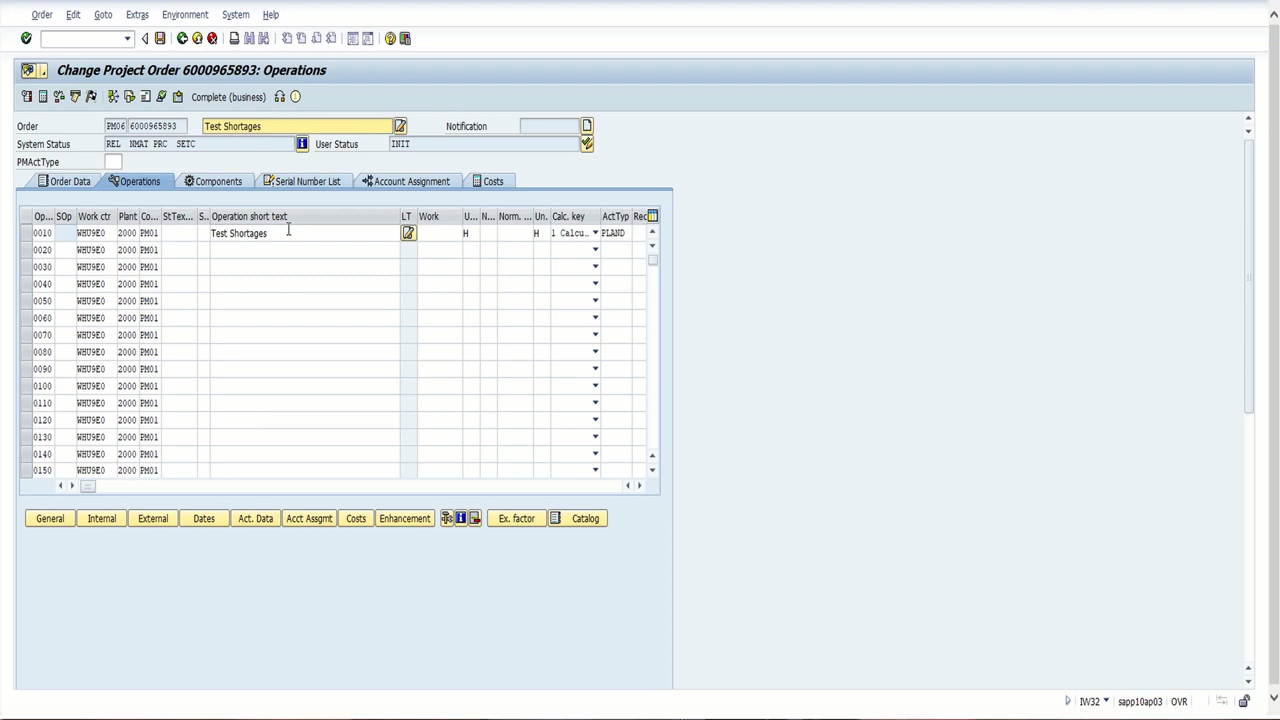 Order Edit Goto Extras Environment System Help
Change Project Order 6000965893: Operations
Complete (business)
Order PM06 6000965893 Test Shortages Notification
System Status REL NMAT PRC SETC User Status INIT
PMActType
Order Data Operations Components Serial Number List Account Assignment Costs
Op... SOp Work ctr Plant Co... StTex... S.. Operation short text LT Work U... N... Norm. ... Un. Calc. key ActTyp Rec
0010 WHU9E0 2000 PM01 Test Shortages H H 1 Calcu.. PLAND
0020 WHU9E0 2000 PM01
0030 WHU9E0 2000 PM01
0040 WHU9E0 2000 PM01
0050 WHU9E0 2000 PM01
0060 WHU9E0 2000 PM01
0070 WHU9E0 2000 PM01
0080 WHU9E0 2000 PM01
0090 WHU9E0 2000 PM01
0100 WHU9E0 2000 PM01
0110 WHU9E0 2000 PM01
0120 WHU9E0 2000 PM01
0130 WHU9E0 2000 PM01
0140 WHU9E0 2000 PM01
0150 WHU9E0 2000 PM01
General Internal External Dates Act. Data Acct Assgmt Costs Enhancement Ex. factor Catalog
IW32 sapp10ap03 OVR